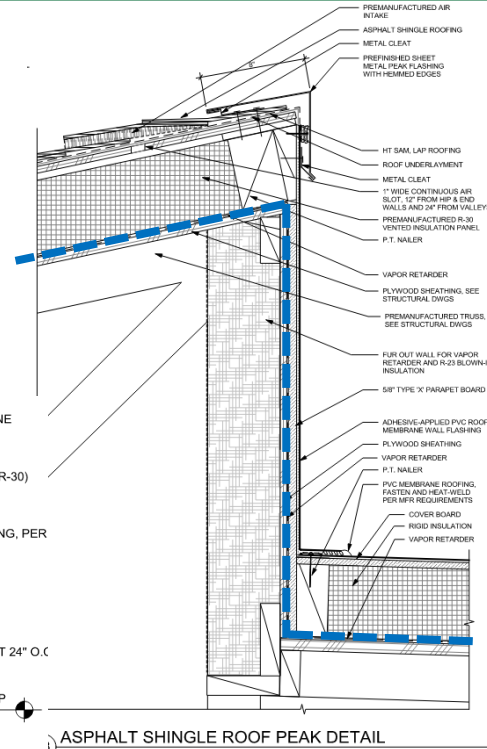 PREMANUFACTURED AIR
INTAKE
ASPHALT SHINGLE ROOFING
METAL CLEAT
PREFINISHED SHEET
METAL PEAK FLASHING
WITH HEMMED EDGES
HT SAM, LAP ROOFING
ROOF UNDERLAYMENT
METAL CLEAT
1" WIDE CONTINUOUS AIR
SLOT, 12" FROM HIP & END
WALLS AND 24" FROM VALLEY
PREMANUFACTURED R-30
VENTED INSULATION PANEL
P.T. NAILER
VAPOR RETARDER
PLYWOOD SHEATHING, SEE
STRUCTURAL DWGS
PREMANUFACTURED TRUSS,
SEE STRUCTURAL DWGS
FUR OUT WALL FOR VAPOR
RETARDER AND R-23 BLOWN-I
INSULATION
5/8" TYPE 'X' PARAPET BOARD
ADHESIVE-APPLIED PVC ROOF
MEMBRANE WALL FLASHING
PLYWOOD SHEATHING
VAPOR RETARDER
P.T. NAILER
PVC MEMBRANE ROOFING,
FASTEN AND HEAT-WELD
PER MFR REQUIREMENTS
COVER BOARD
RIGID INSULATION
VAPOR RETARDER
NE
R-30)
NG, PER
T 24" O.C
P
ASPHALT SHINGLE ROOF PEAK DETAIL